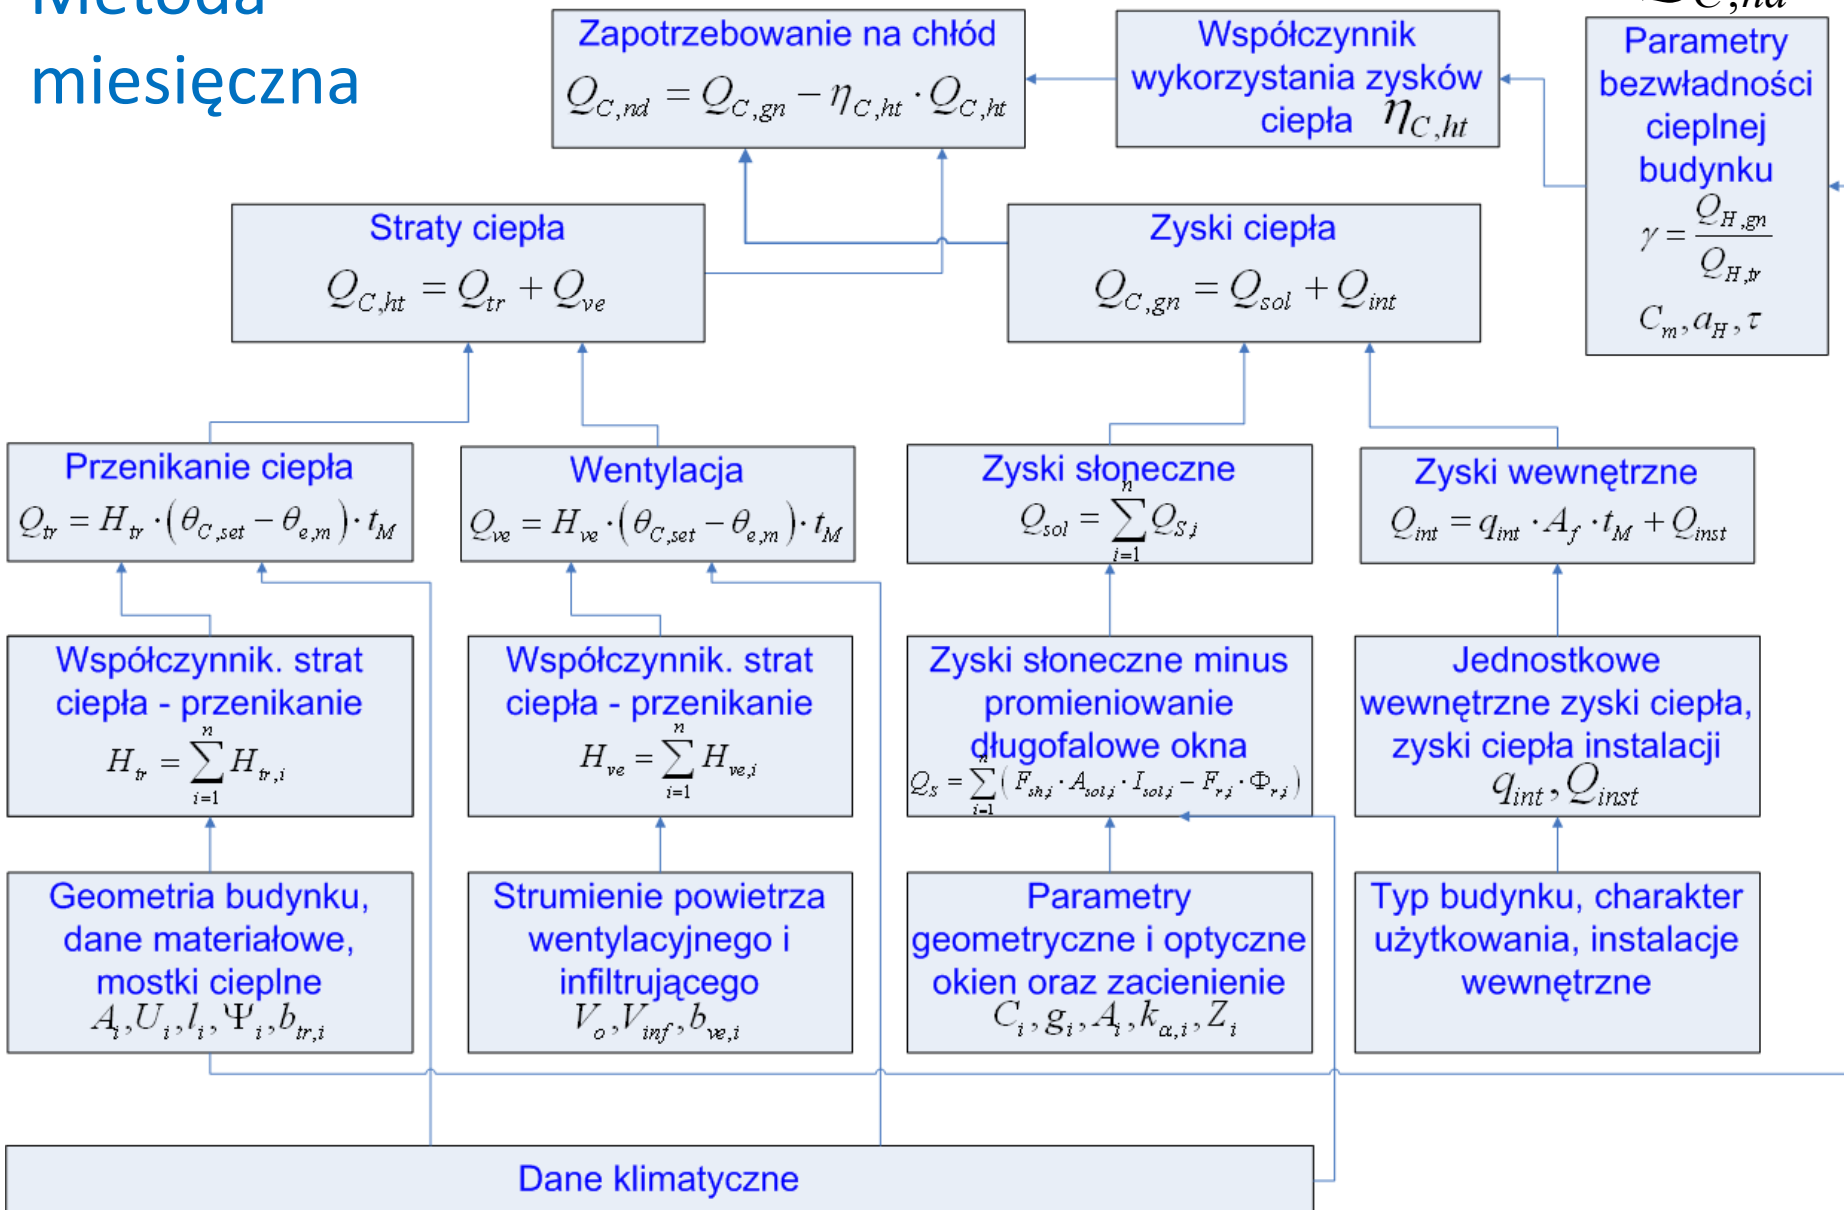 Metoda
miesięczna
Zapotrzebowanie na chłód
Q_{C,nd} = Q_{C,gn} − η_{C,ht} · Q_{C,ht}
Współczynnik
wykorzystania zysków
ciepła η_{C,ht}
Q_{C,nd}
Parametry
bezwładności
cieplnej
budynku
γ = Q_{H,gn} / Q_{H,tr}
C_m, a_H, τ
Straty ciepła
Q_{C,ht} = Q_{tr} + Q_{ve}
Zyski ciepła
Q_{C,gn} = Q_{sol} + Q_{int}
Przenikanie ciepła
Q_{tr} = H_{tr} · (θ_{C,set} − θ_{e,m}) · t_M
Wentylacja
Q_{ve} = H_{ve} · (θ_{C,set} − θ_{e,m}) · t_M
Zyski słoneczne
Q_{sol} = ∑_{i=1}^{n} Q_{S,i}
Zyski wewnętrzne
Q_{int} = q_{int} · A_f · t_M + Q_{inst}
Współczynnik. strat
ciepła - przenikanie
H_{tr} = ∑_{i=1}^{n} H_{tr,i}
Współczynnik. strat
ciepła - przenikanie
H_{ve} = ∑_{i=1}^{n} H_{ve,i}
Zyski słoneczne minus
promieniowanie
długofalowe okna
Q_S = ∑_{i=1}^{n} (F_{sh,i} · A_{sol,i} · I_{sol,i} − F_{r,i} · Φ_{r,i})
Jednostkowe
wewnętrzne zyski ciepła,
zyski ciepła instalacji
q_{int}, Q_{inst}
Geometria budynku,
dane materiałowe,
mostki cieplne
A_i, U_i, l_i, Ψ_i, b_{tr,i}
Strumienie powietrza
wentylacyjnego i
infiltrującego
V_o, V_{inf}, b_{ve,i}
Parametry
geometryczne i optyczne
okien oraz zacienienie
C_i, g_i, A_i, k_{α,i}, Z_i
Typ budynku, charakter
użytkowania, instalacje
wewnętrzne
Dane klimatyczne